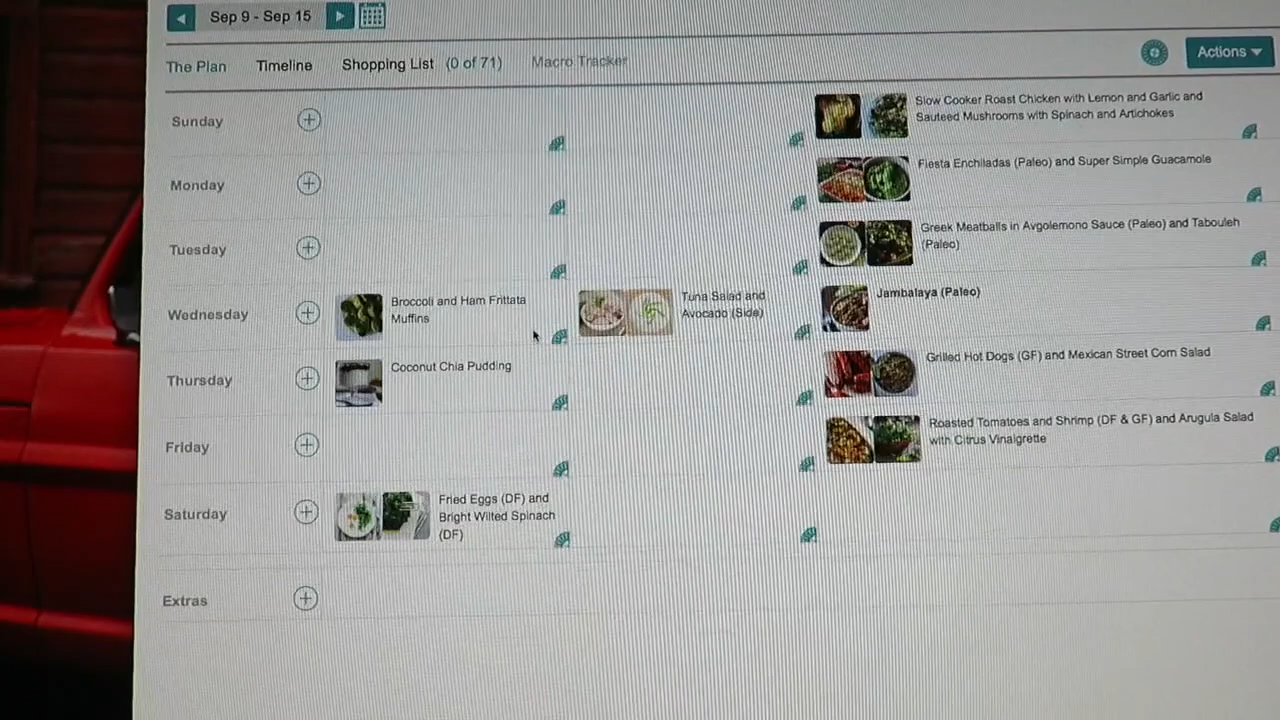 Sep 9 - Sep 15
The Plan Timeline Shopping List (0 of 71) Macro Tracker Actions
Sunday
Slow Cooker Roast Chicken with Lemon and Garlic and
Sauteed Mushrooms with Spinach and Artichokes
Monday
Fiesta Enchiladas (Paleo) and Super Simple Guacamole
Tuesday
Greek Meatballs in Avgolemono Sauce (Paleo) and Tabouleh
(Paleo)
Wednesday
Broccoli and Ham Frittata
Muffins
Tuna Salad and
Avocado (Side)
Jambalaya (Paleo)
Thursday
Coconut Chia Pudding
Grilled Hot Dogs (GF) and Mexican Street Corn Salad
Friday
Roasted Tomatoes and Shrimp (DF & GF) and Arugula Salad
with Citrus Vinaigrette
Saturday
Fried Eggs (DF) and
Bright Wilted Spinach
(DF)
Extras